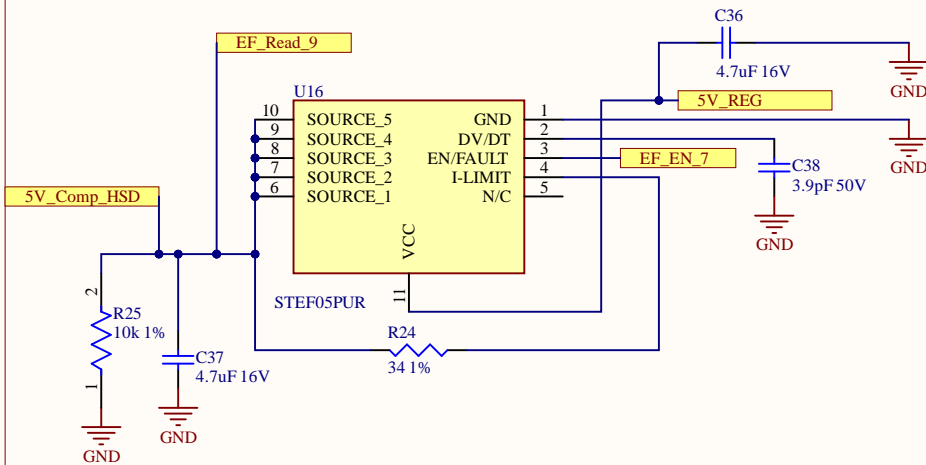 C36
4.7uF 16V
GND
EF_Read_9
5V_REG
U16
10 SOURCE_5 GND 1
9 SOURCE_4 DV/DT 2
8 SOURCE_3 EN/FAULT 3
7 SOURCE_2 I-LIMIT 4
6 SOURCE_1 N/C 5
VCC
11
STEF05PUR
GND
EF_EN_7
C38
3.9pF 50V
GND
5V_Comp_HSD
2
R25
10k 1%
1
GND
C37
4.7uF 16V
GND
R24
34 1%